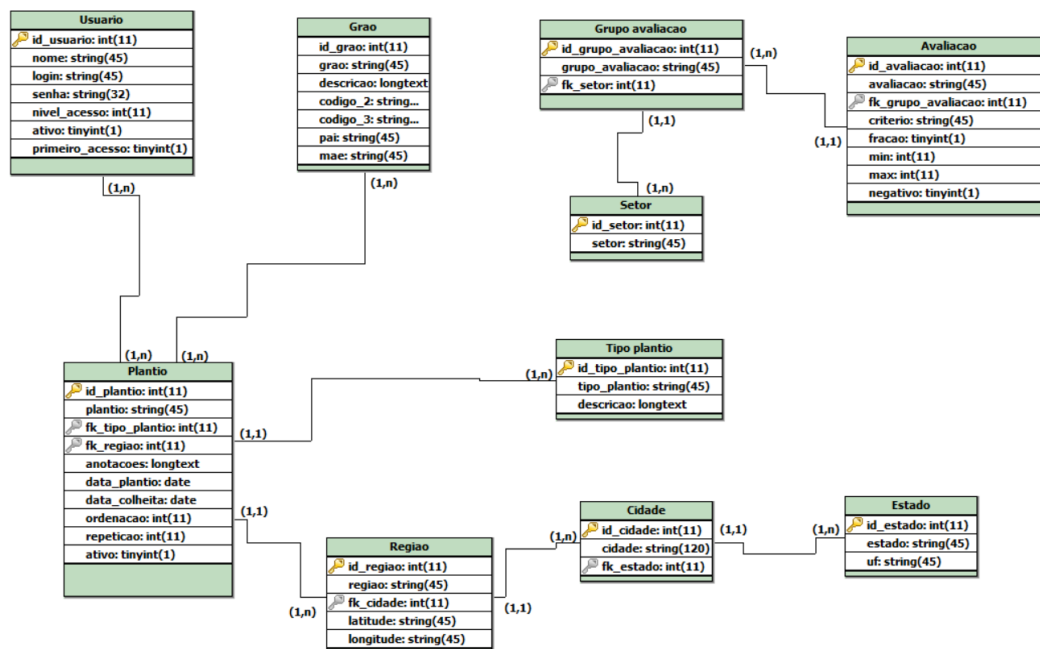 Usuario
id_usuario: int(11)
nome: string(45)
login: string(45)
senha: string(32)
nivel_acesso: int(11)
ativo: tinyint(1)
primeiro_acesso: tinyint(1)
(1,n)
Grao
id_grao: int(11)
grao: string(45)
descricao: longtext
codigo_2: string...
codigo_3: string...
pai: string(45)
mae: string(45)
(1,n)
Grupo avaliacao
id_grupo_avaliacao: int(11)
grupo_avaliacao: string(45)
fk_setor: int(11)
(1,n)
(1,1)
Avaliacao
id_avaliacao: int(11)
avaliacao: string(45)
fk_grupo_avaliacao: int(11)
criterio: string(45)
fracao: tinyint(1)
min: int(11)
max: int(11)
negativo: tinyint(1)
(1,1)
(1,n)
Setor
id_setor: int(11)
setor: string(45)
(1,n)
(1,n)
Plantio
id_plantio: int(11)
plantio: string(45)
fk_tipo_plantio: int(11)
fk_regiao: int(11)
anotacoes: longtext
data_plantio: date
data_colheita: date
ordenacao: int(11)
repeticao: int(11)
ativo: tinyint(1)
(1,1)
(1,1)
Tipo plantio
id_tipo_plantio: int(11)
tipo_plantio: string(45)
descricao: longtext
(1,n)
Regiao
id_regiao: int(11)
regiao: string(45)
fk_cidade: int(11)
latitude: string(45)
longitude: string(45)
(1,n)
(1,1)
Cidade
id_cidade: int(11)
cidade: string(120)
fk_estado: int(11)
(1,n)
(1,1)
Estado
id_estado: int(11)
estado: string(45)
uf: string(45)
(1,n)